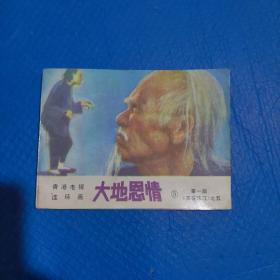 香港电视
连环画
大地恩情
⑤
第一部
《家在珠江》之五